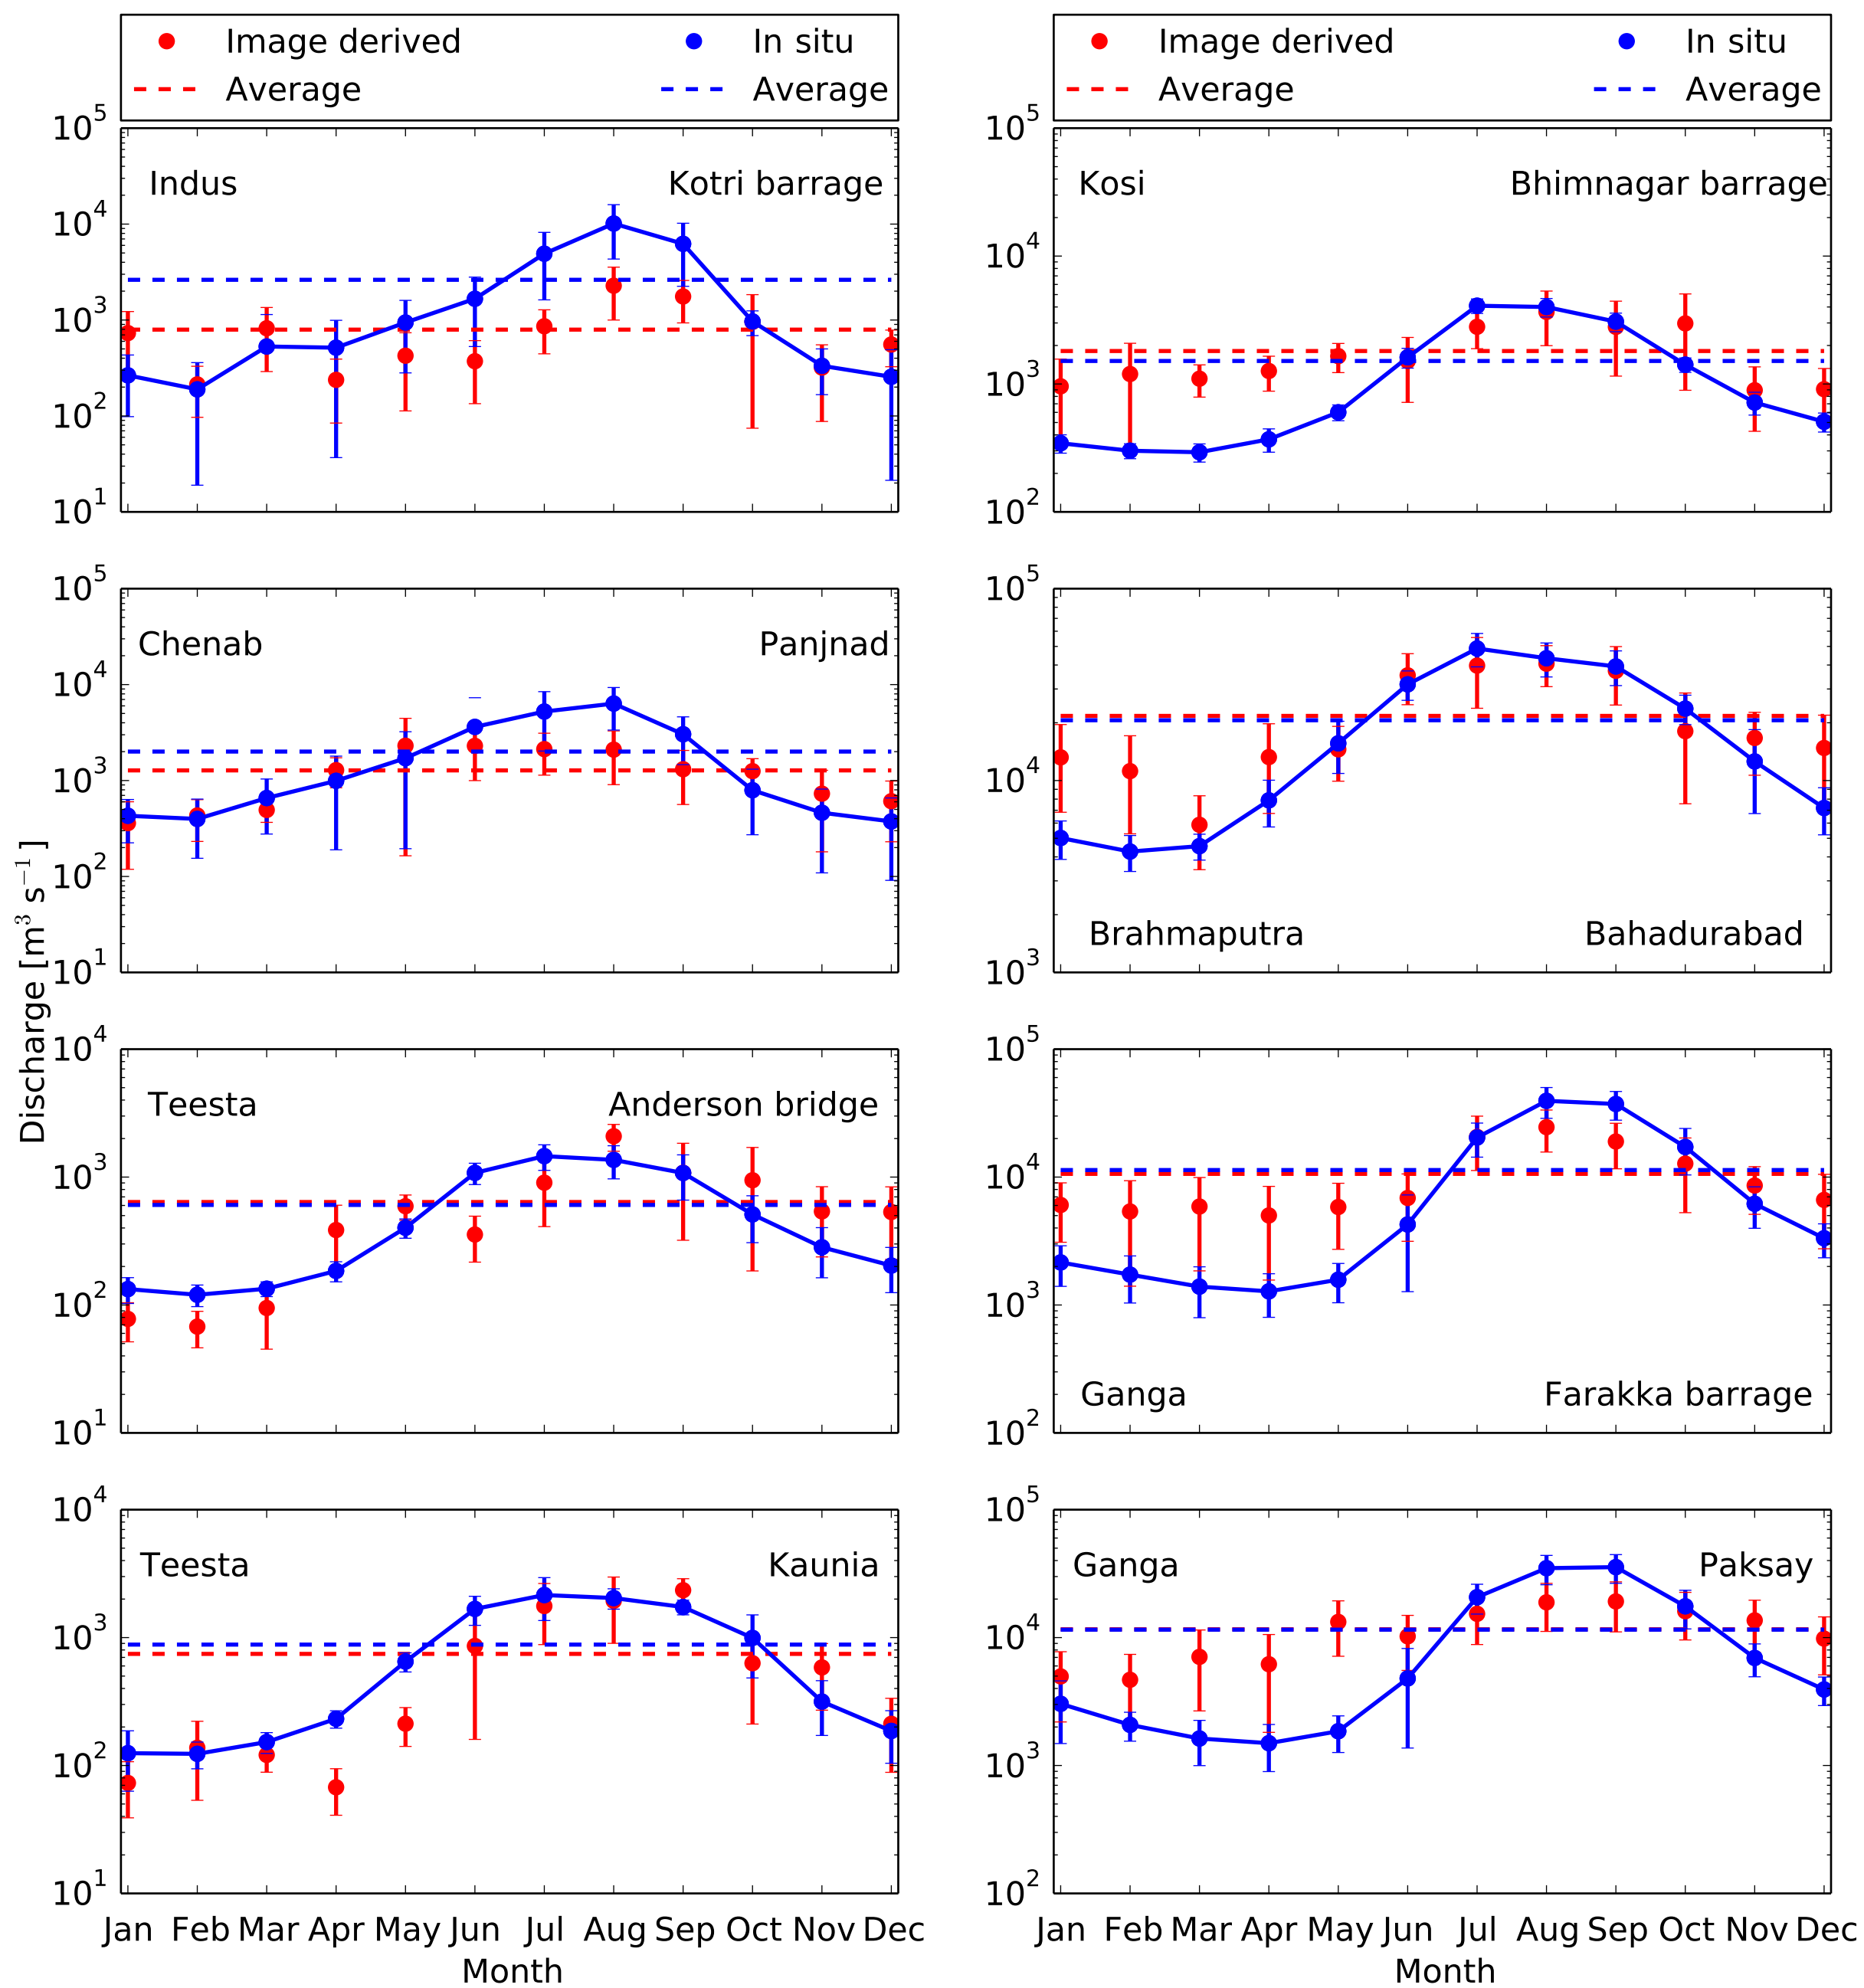 Image derived In situ
Average Average
Image derived In situ
Average Average
10^5
Indus Kotri barrage
10^4
10^3
10^2
10^1
10^5
Kosi Bhimnagar barrage
10^4
10^3
10^2
10^5
Chenab Panjnad
10^4
10^3
10^2
10^1
10^5
10^4
Brahmaputra Bahadurabad
10^3
Discharge [m^3 s^−1]
10^4
Teesta Anderson bridge
10^3
10^2
10^1
10^5
10^4
10^3
Ganga Farakka barrage
10^2
10^4
Teesta Kaunia
10^3
10^2
10^1
Jan Feb Mar Apr May Jun Jul Aug Sep Oct Nov Dec
Month
10^5
Ganga Paksay
10^4
10^3
10^2
Jan Feb Mar Apr May Jun Jul Aug Sep Oct Nov Dec
Month